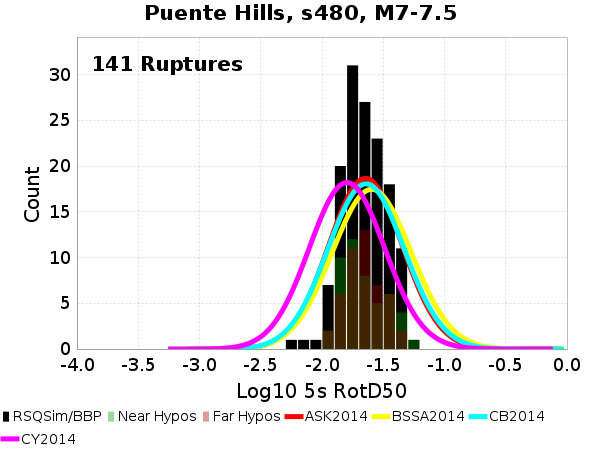 Puente Hills, s480, M7-7.5
141 Ruptures
30
25
20
15
10
5
0
Count
-4.0 -3.5 -3.0 -2.5 -2.0 -1.5 -1.0 -0.5 0.0
Log10 5s RotD50
RSQSim/BBP Near Hypos Far Hypos ASK2014 BSSA2014 CB2014
CY2014